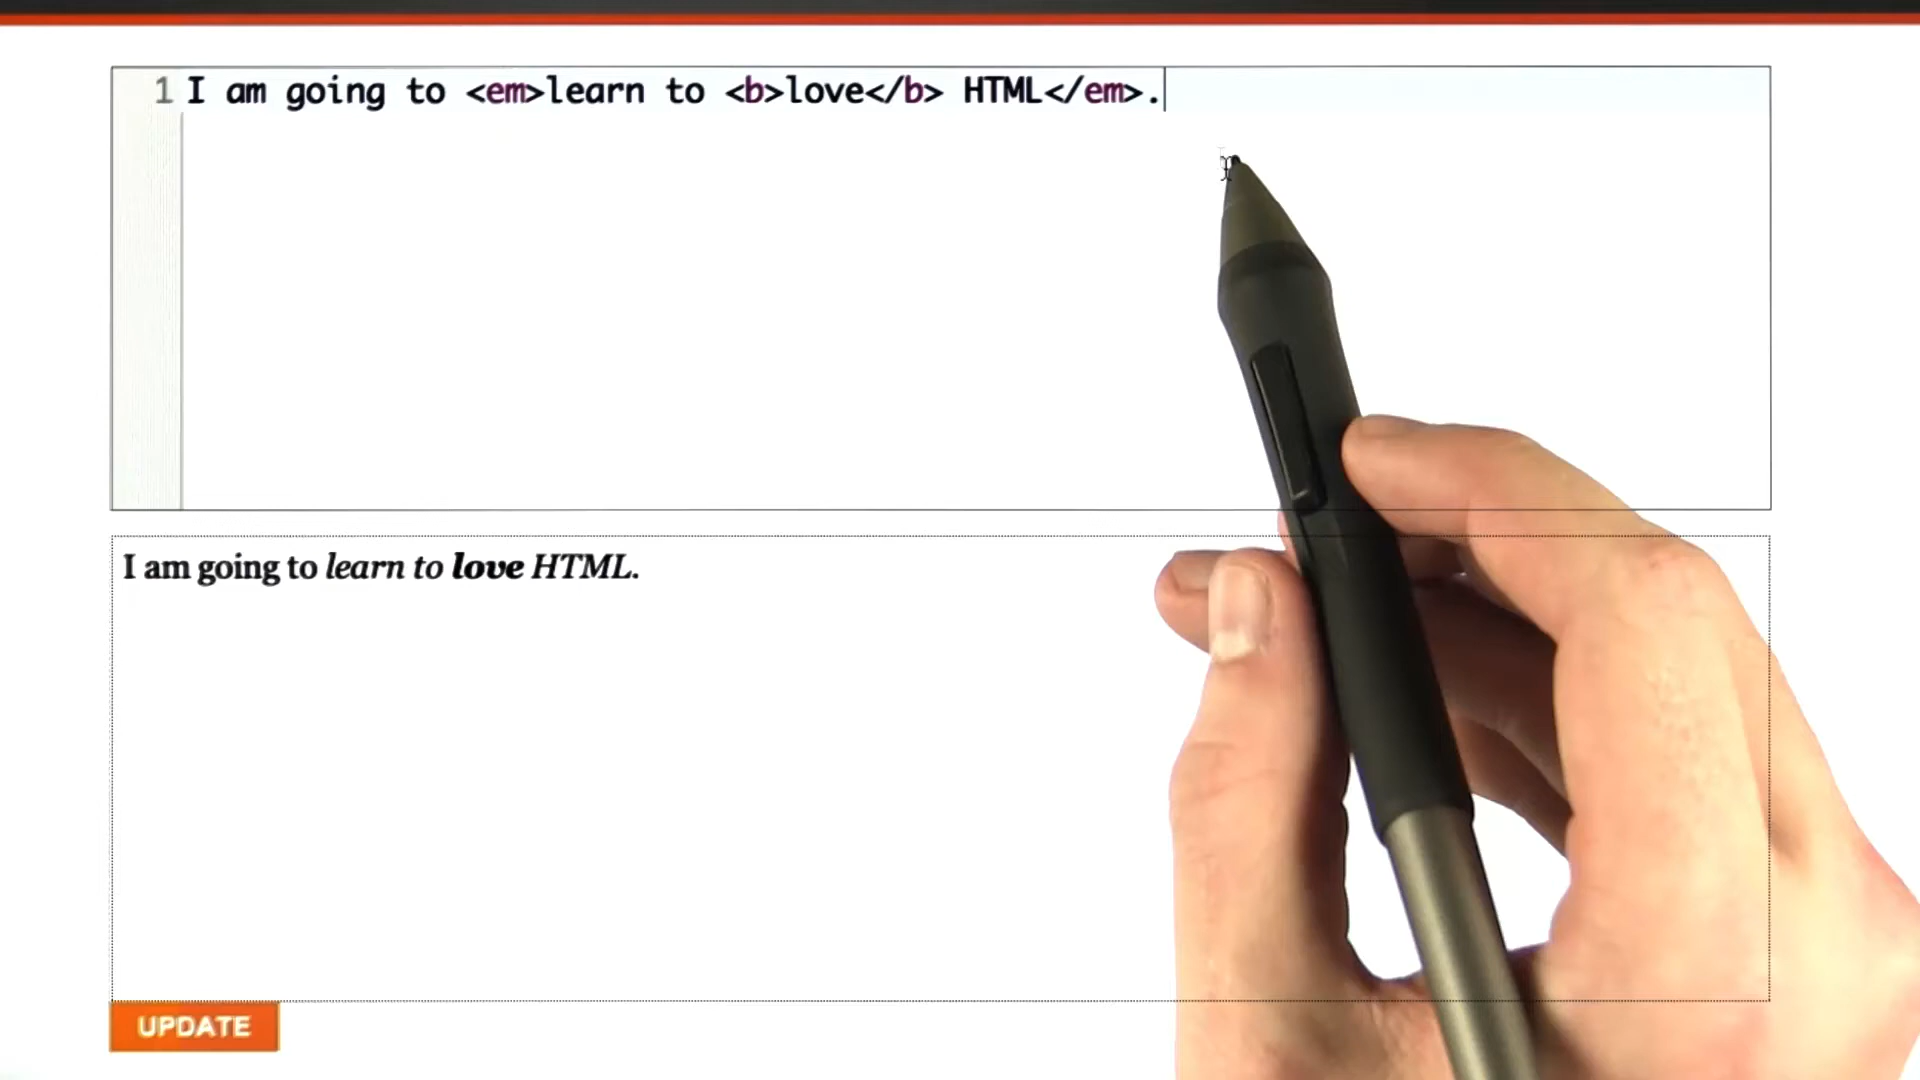 1 I am going to <em>learn to <b>love</b> HTML</em>.
I am going to learn to love HTML.
UPDATE